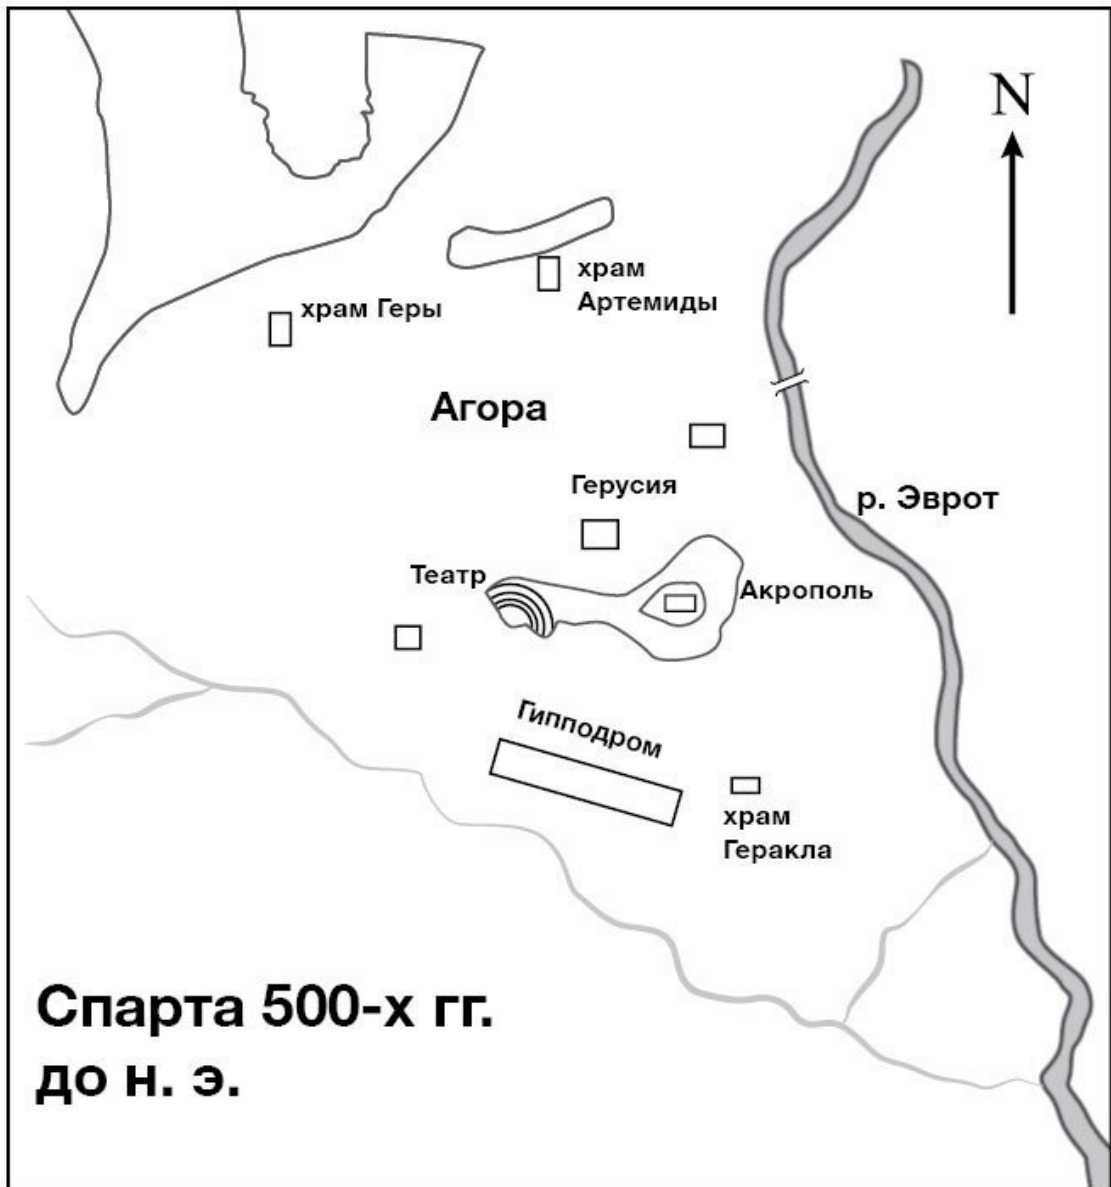 N
храм
Артемиды
храм Геры
Агора
Герусия
р. Эврот
Театр
Акрополь
Гипподром
храм
Геракла
Спарта 500-х гг.
до н. э.